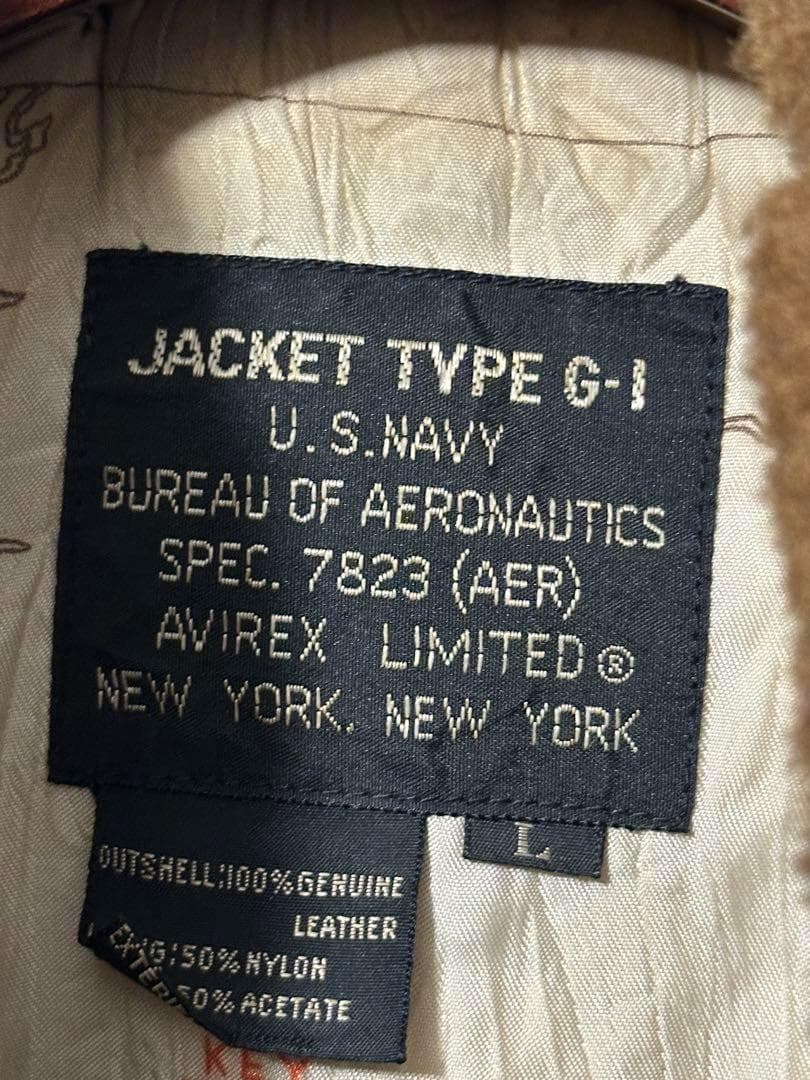 JACKET TYPE G-1
U.S.NAVY
BUREAU OF AERONAUTICS
SPEC. 7823 (AER)
AVIREX LIMITED®
NEW YORK. NEW YORK
L
OUTSHELL:100%GENUINE
LEATHER
50%NYLON
50%ACETATE
KEY